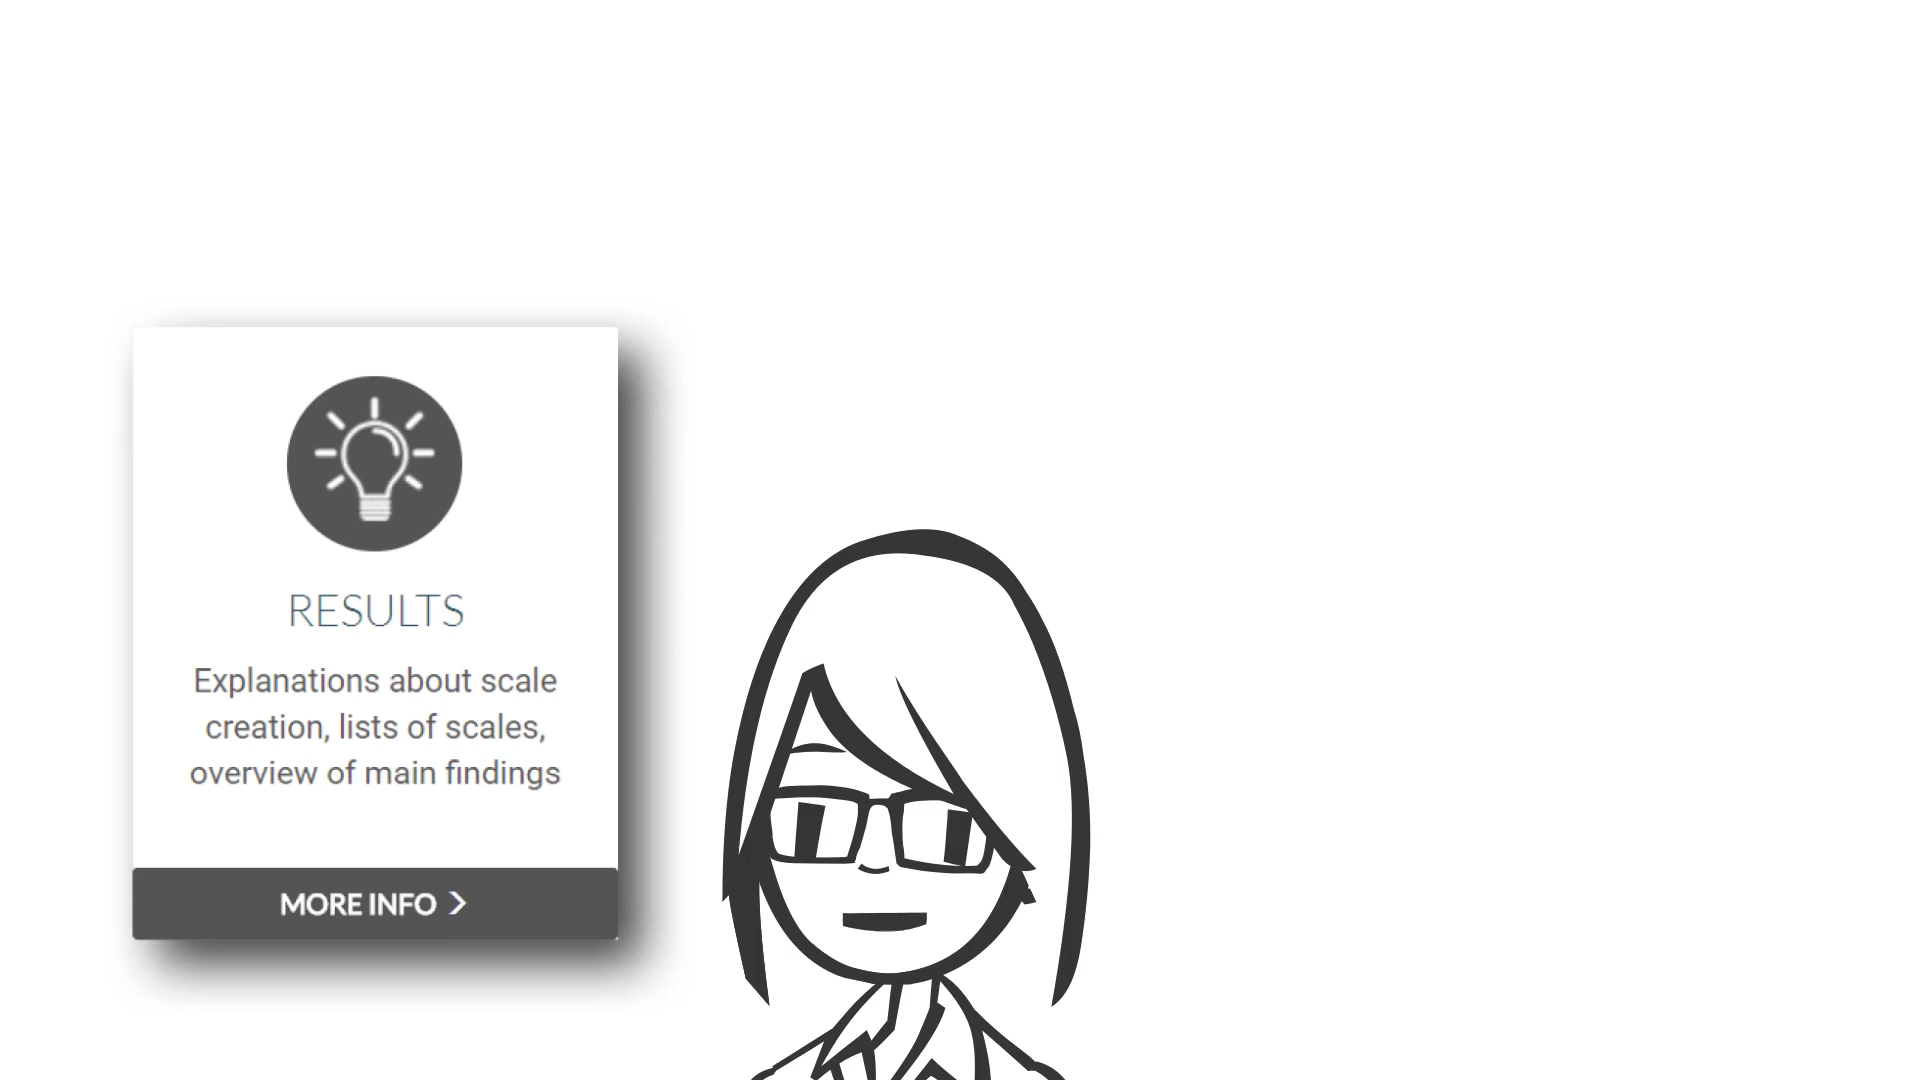 RESULTS
Explanations about scale
creation, lists of scales,
overview of main findings
MORE INFO